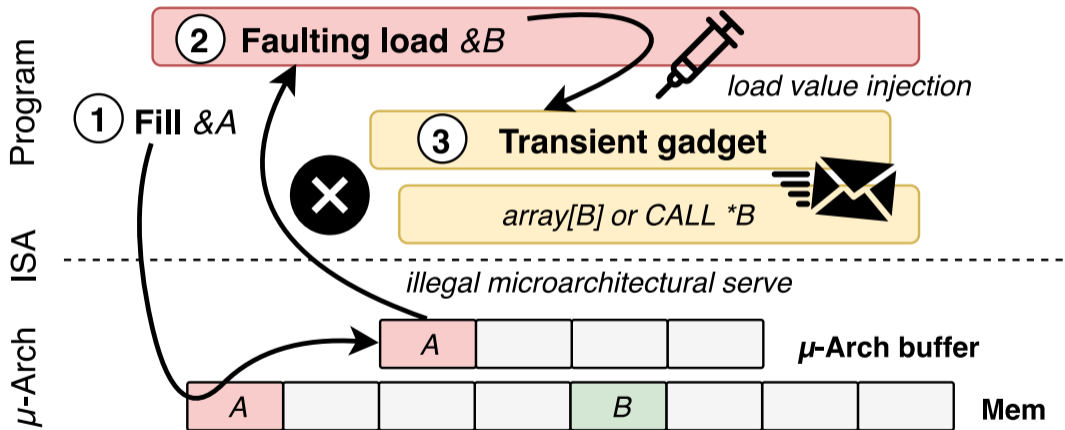 Program
ISA
μ-Arch
2 Faulting load &B
load value injection
1 Fill &A
3 Transient gadget
array[B] or CALL *B
illegal microarchitectural serve
A
μ-Arch buffer
A
B
Mem